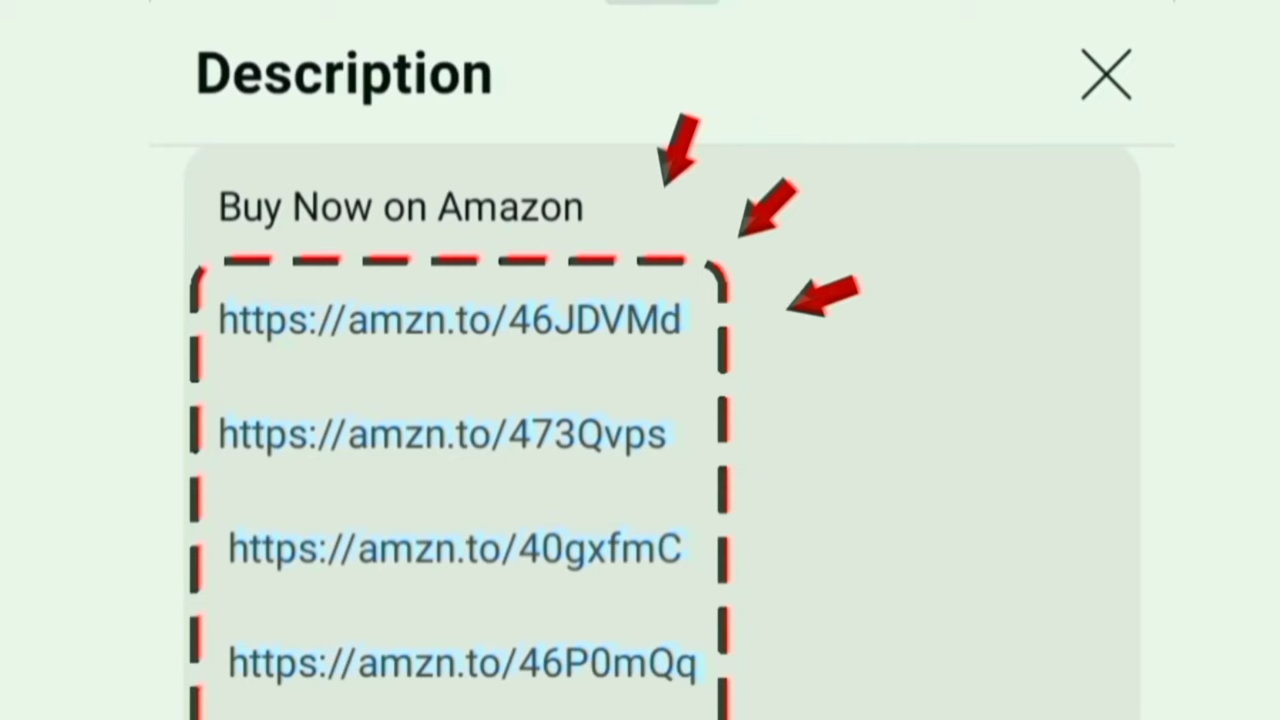 Description
Buy Now on Amazon
https://amzn.to/46JDVMd
https://amzn.to/473Qvps
https://amzn.to/40gxfmC
https://amzn.to/46P0mQq